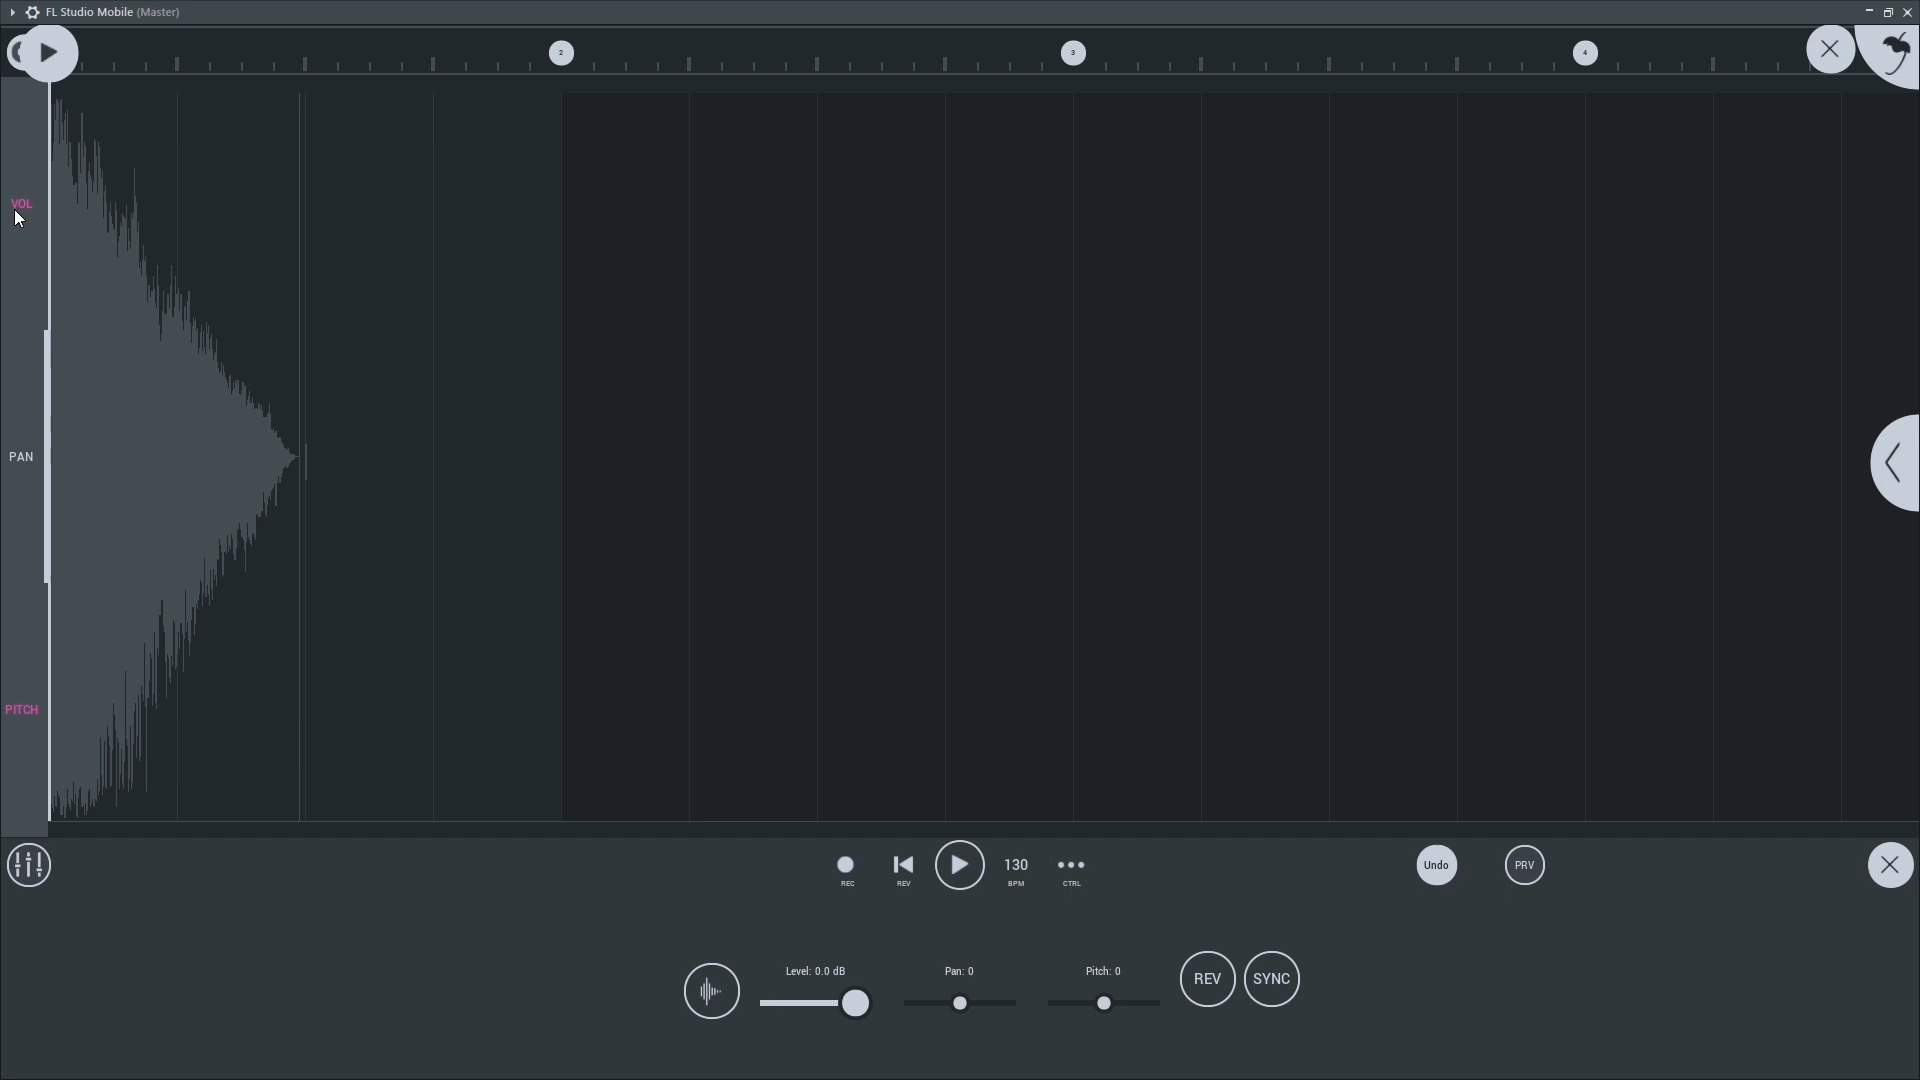 FL Studio Mobile (Master)
2
3
4
VOL
PAN
PITCH
REC
REV
130
BPM
CTRL
Undo
PRV
Level: 0.0 dB
Pan: 0
Pitch: 0
REV
SYNC